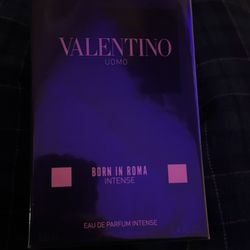 VALENTINO
UOMO
BORN IN ROMA
INTENSE
EAU DE PARFUM INTENSE